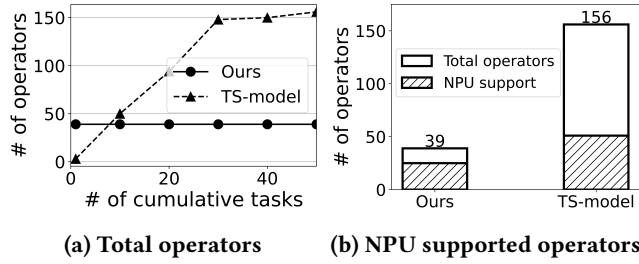 # of operators
150
100
50
0
Ours
TS-model
0
20
40
# of cumulative tasks
(a) Total operators
# of operators
150
100
50
0
156
Total operators
NPU support
39
Ours
TS-model
(b) NPU supported operators